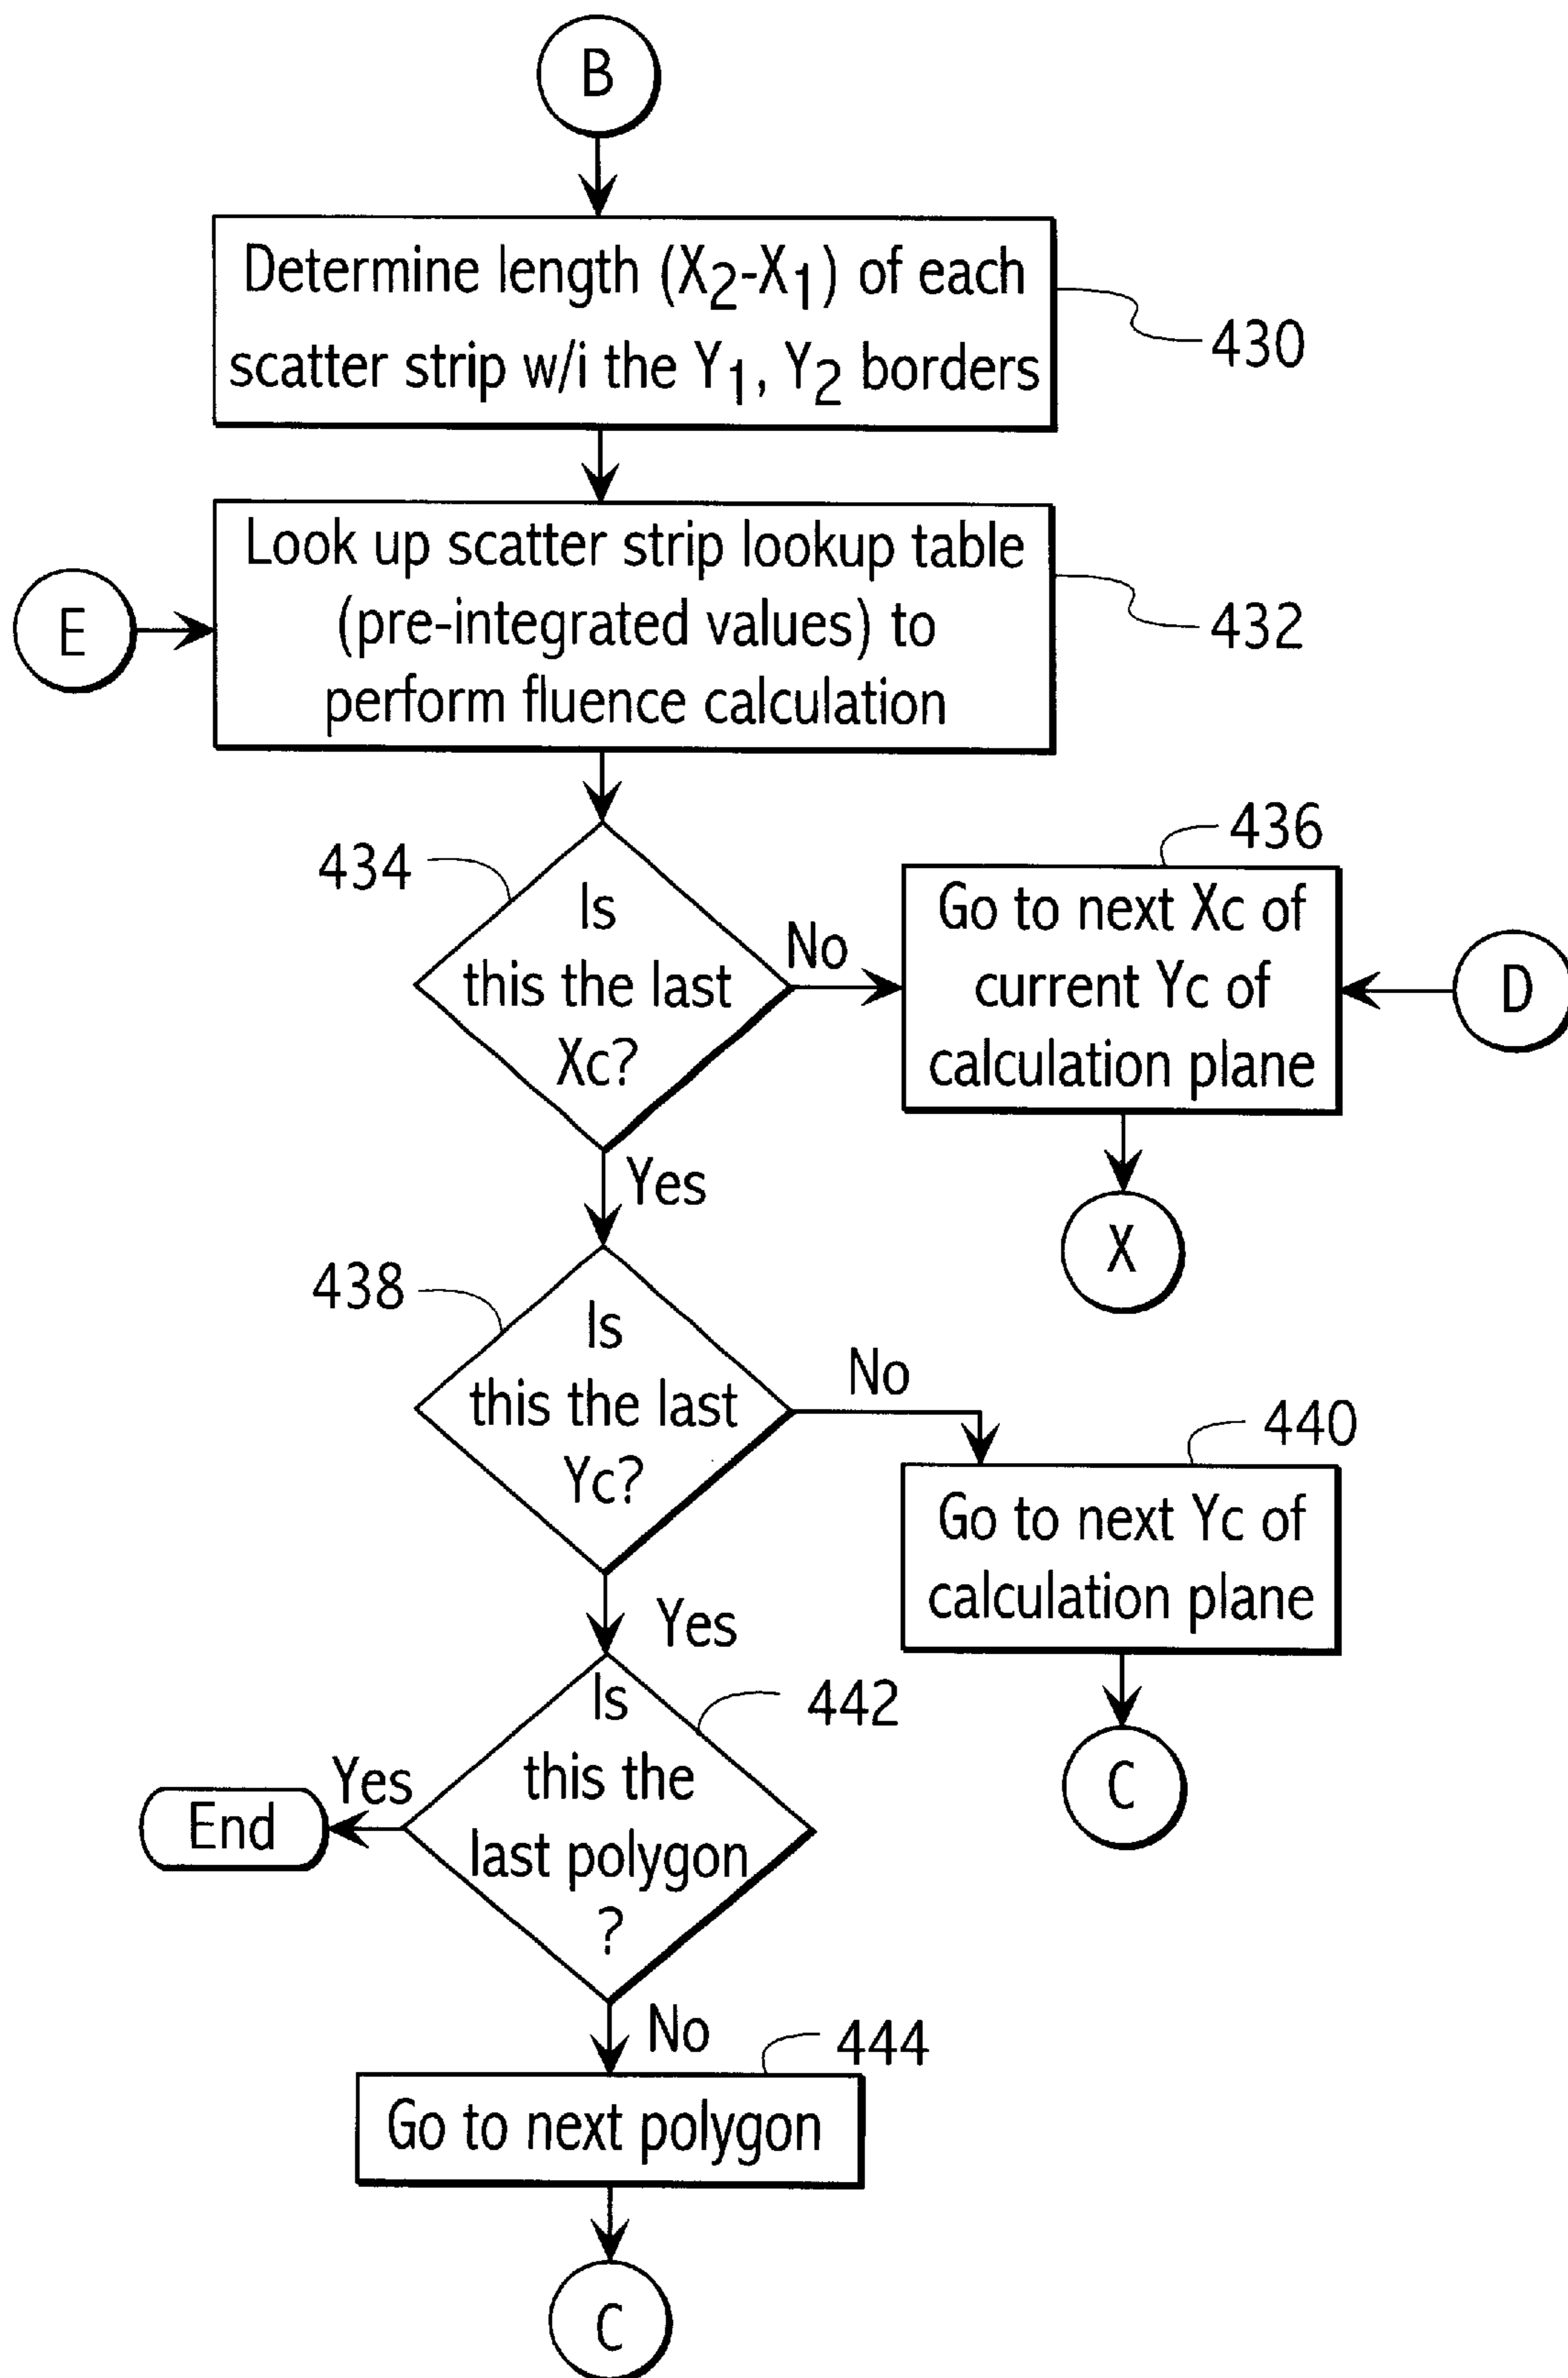 B
Determine length (X2-X1) of each
scatter strip w/i the Y1, Y2 borders
430
Look up scatter strip lookup table
(pre-integrated values) to
perform fluence calculation
432
E
434
Is
this the last
Xc?
No
436
Go to next Xc of
current Yc of
calculation plane
D
X
Yes
438
Is
this the last
Yc?
No
440
Go to next Yc of
calculation plane
C
Yes
442
Is
this the
last polygon
?
Yes
End
No
444
Go to next polygon
C